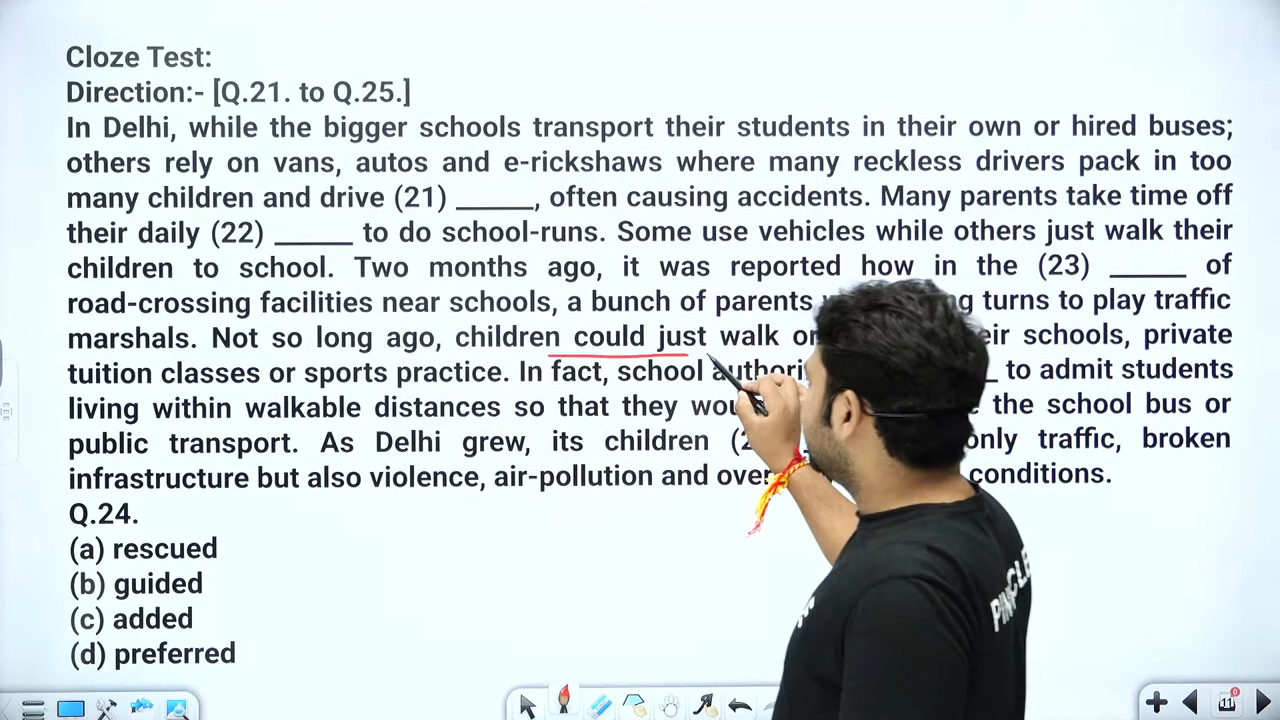 Cloze Test:
Direction:- [Q.21. to Q.25.]
In Delhi, while the bigger schools transport their students in their own or hired buses;
others rely on vans, autos and e-rickshaws where many reckless drivers pack in too
many children and drive (21) _____, often causing accidents. Many parents take time off
their daily (22) _____ to do school-runs. Some use vehicles while others just walk their
children to school. Two months ago, it was reported how in the (23) _____ of
road-crossing facilities near schools, a bunch of parents turns to play traffic
marshals. Not so long ago, children could just walk schools, private
tuition classes or sports practice. In fact, school to admit students
living within walkable distances so that they the school bus or
public transport. As Delhi grew, its children only traffic, broken
infrastructure but also violence, air-pollution and conditions.
Q.24.
(a) rescued
(b) guided
(c) added
(d) preferred
11